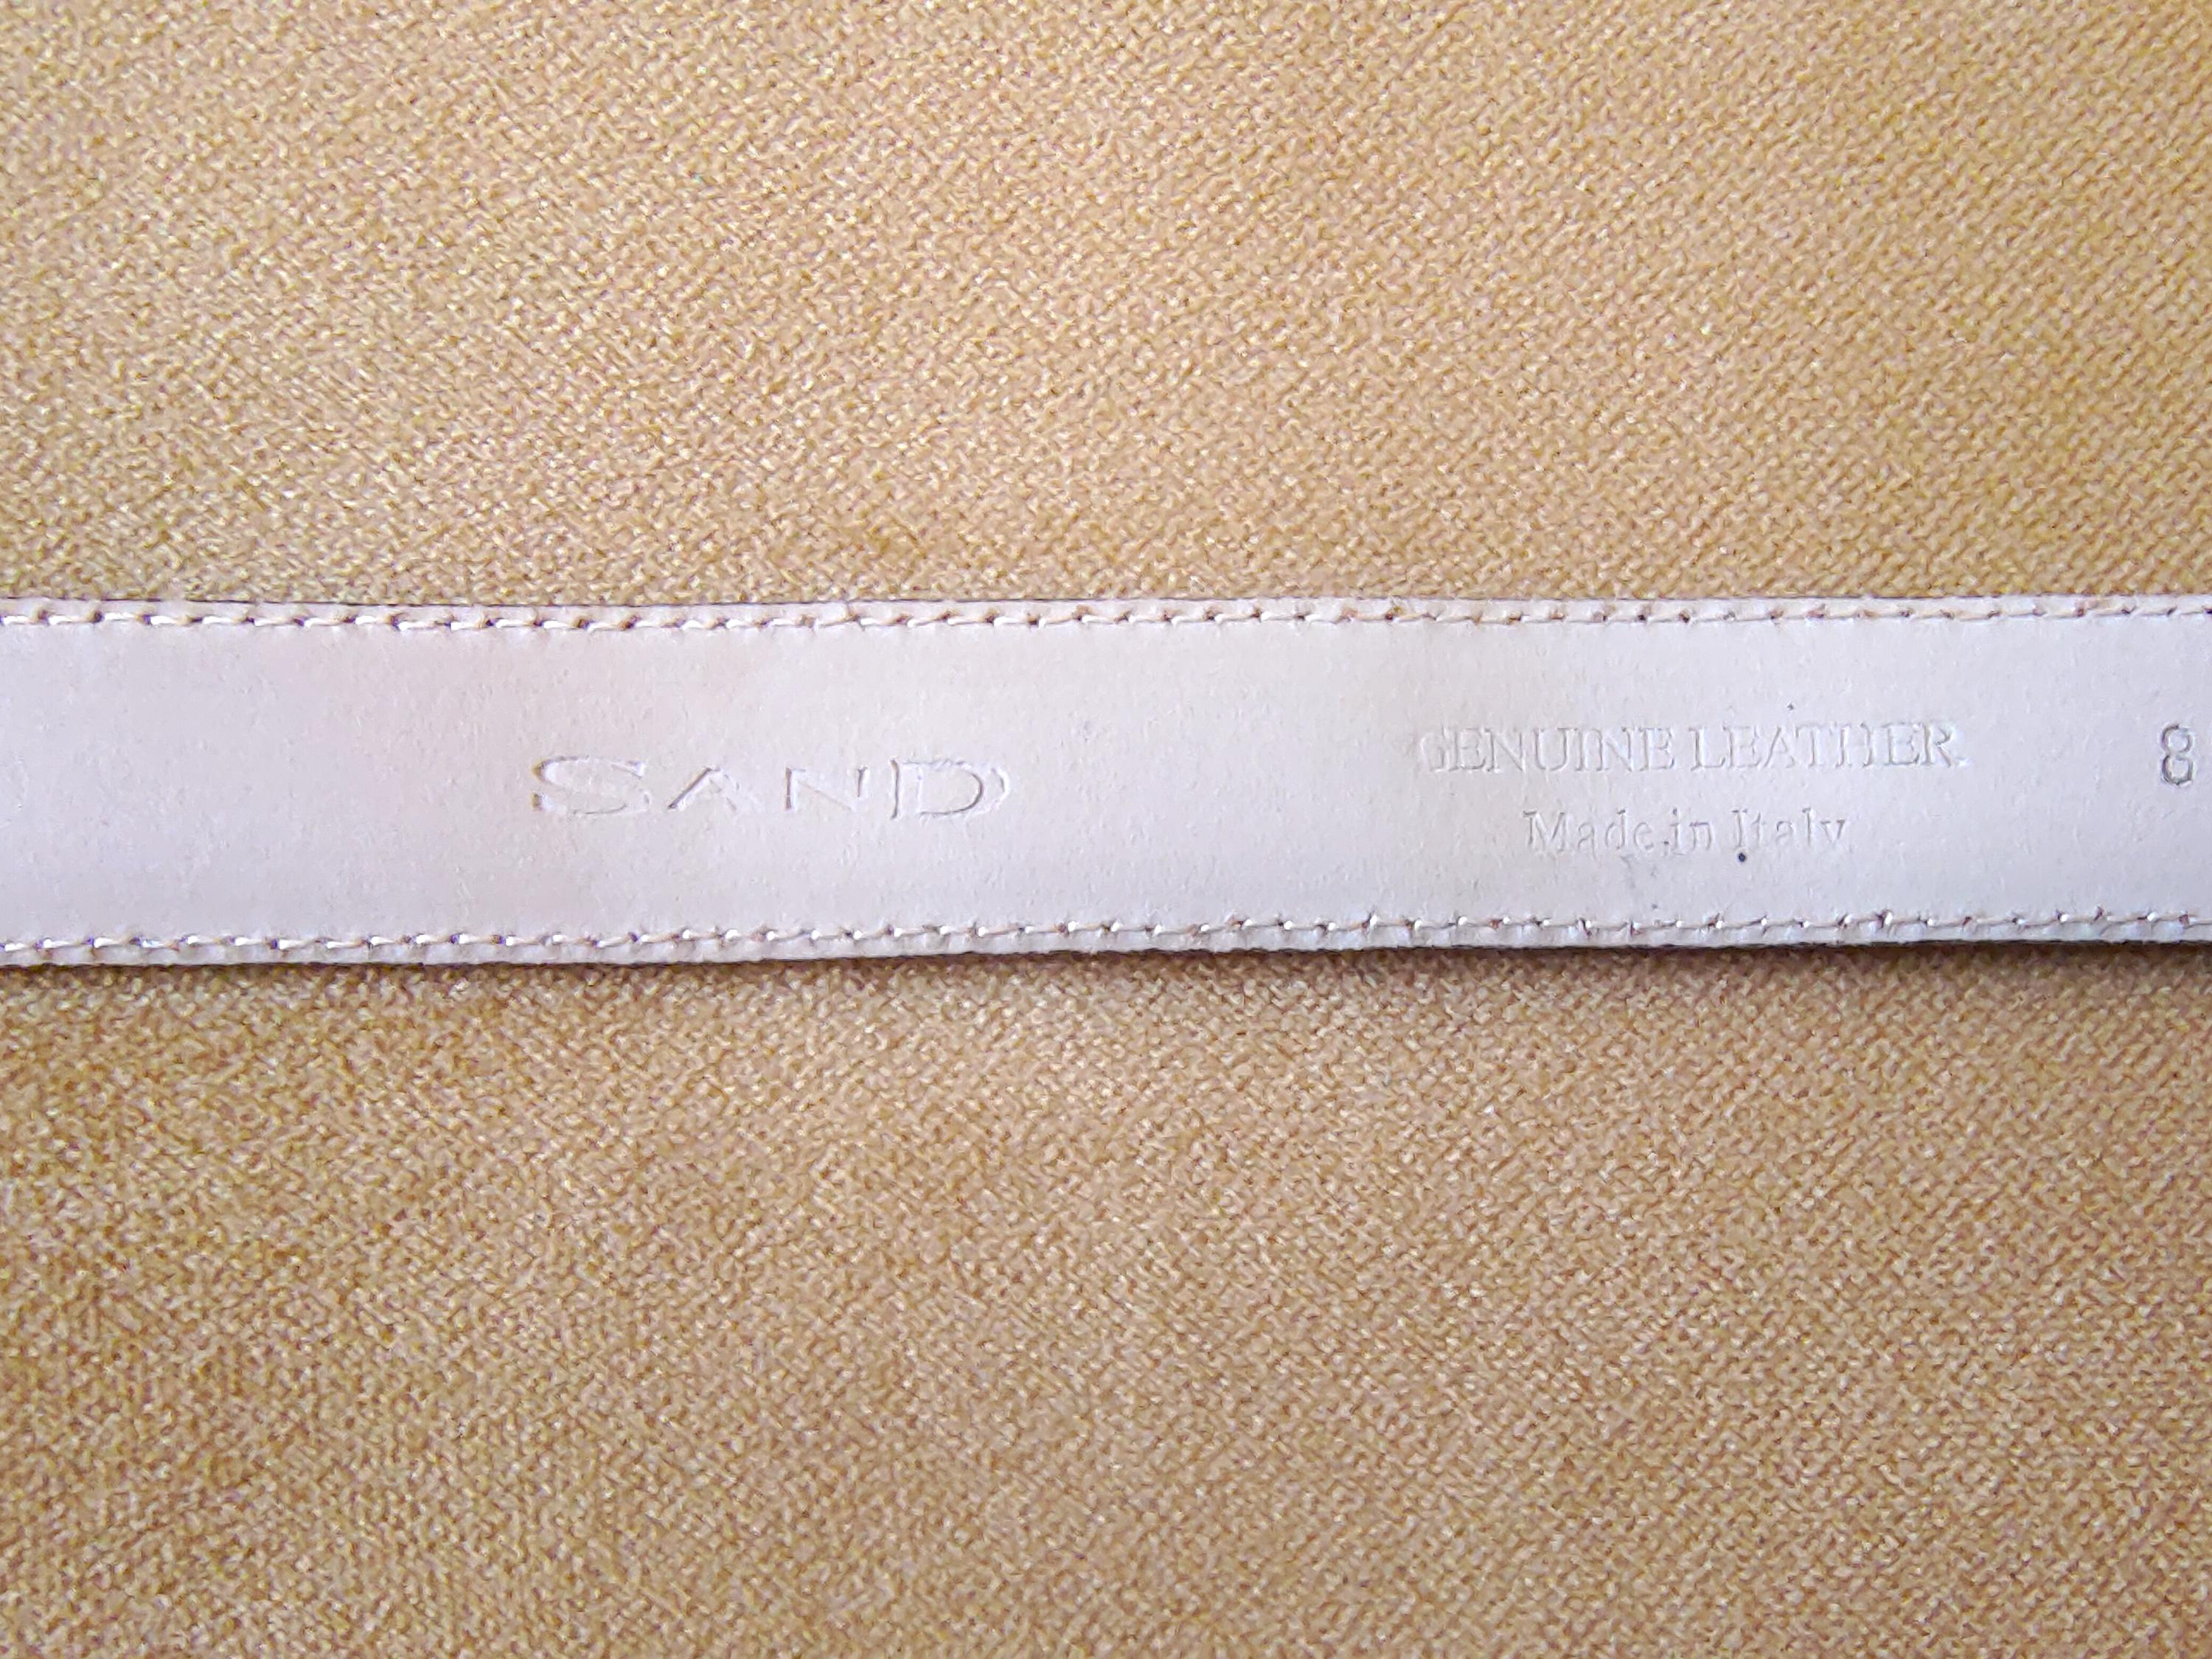 SAND
GENUINE LEATHER
Made in Italy
8